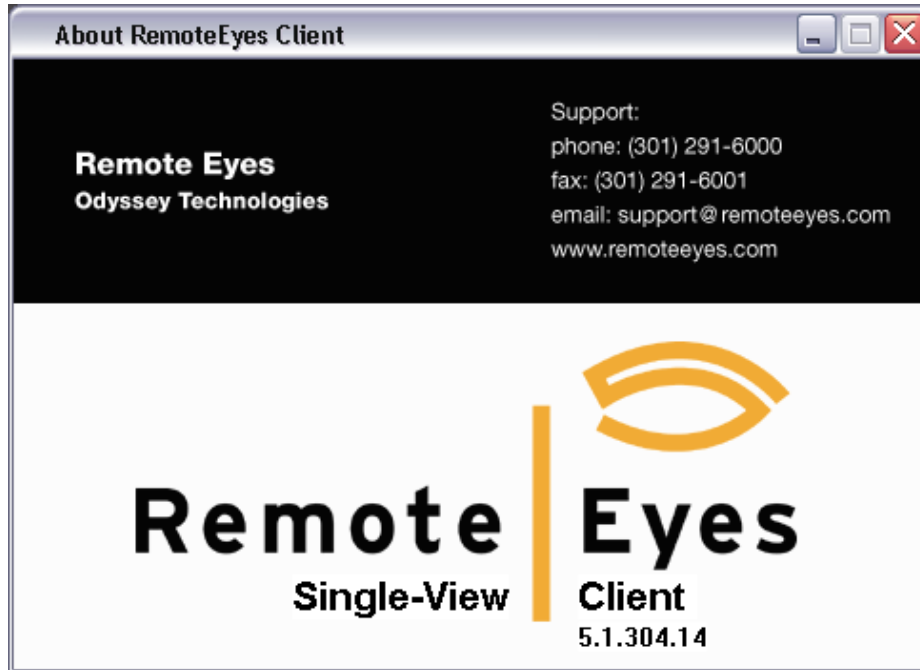 About RemoteEyes Client
Remote Eyes
Odyssey Technologies
Support:
phone: (301) 291-6000
fax: (301) 291-6001
email: support@remoteeyes.com
www.remoteeyes.com
Remote Eyes
Single-View Client
5.1.304.14